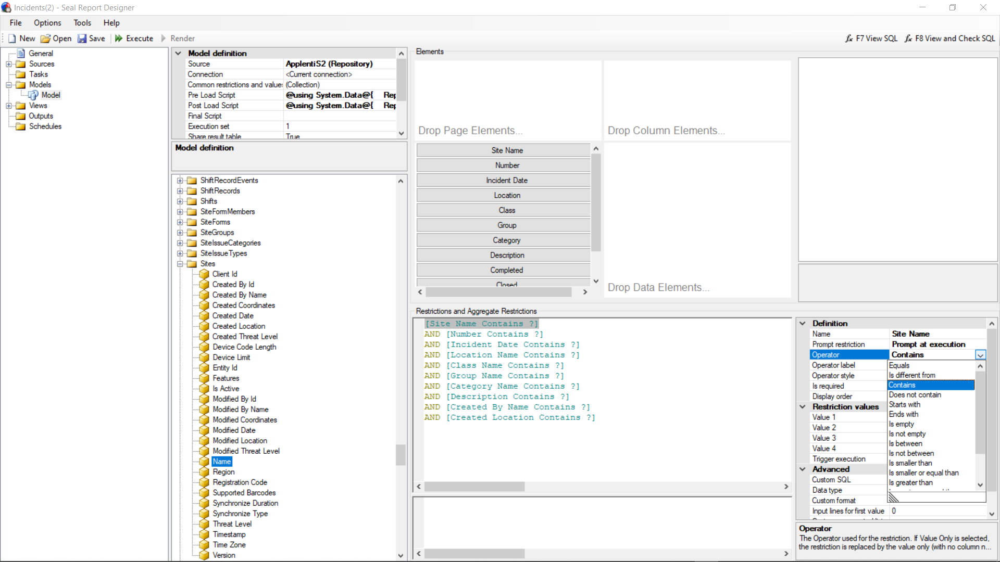 Incidents(2) - Seal Report Designer
File Options Tools Help
New Open Save Execute Render F7 View SQL F8 View and Check SQL
General
Sources
Tasks
Models
Model
Views
Outputs
Schedules
Model definition
Source ApplentiS2 (Repository)
Connection <Current connection>
Common restrictions and values (Collection)
Pre Load Script @using System.Data@{ Rep
Post Load Script @using System.Data@{ Rep
Final Script
Execution set 1
Share result table True
Model definition
ShiftRecordEvents
ShiftRecords
Shifts
SiteFormMembers
SiteForms
SiteGroups
SiteIssueCategories
SiteIssueTypes
Sites
Client Id
Created By Id
Created By Name
Created Coordinates
Created Date
Created Location
Created Threat Level
Device Code Length
Device Limit
Entity Id
Features
Is Active
Modified By Id
Modified By Name
Modified Coordinates
Modified Date
Modified Location
Modified Threat Level
Name
Region
Registration Code
Supported Barcodes
Synchronize Duration
Synchronize Type
Threat Level
Timestamp
Time Zone
Version
Elements
Drop Page Elements...
Drop Column Elements...
Site Name
Number
Incident Date
Location
Class
Group
Category
Description
Completed
Closed
Drop Data Elements...
Restrictions and Aggregate Restrictions
[Site Name Contains ?]
AND [Number Contains ?]
AND [Incident Date Contains ?]
AND [Location Name Contains ?]
AND [Class Name Contains ?]
AND [Group Name Contains ?]
AND [Category Name Contains ?]
AND [Description Contains ?]
AND [Created By Name Contains ?]
AND [Created Location Contains ?]
Definition
Name Site Name
Prompt restriction Prompt at execution
Operator Contains
Operator label
Operator style
Is required
Display order
Restriction values
Value 1
Value 2
Value 3
Value 4
Trigger execution
Advanced
Custom SQL
Data type
Custom format
Input lines for first value 0
Equals
Is different from
Contains
Does not contain
Starts with
Ends with
Is empty
Is not empty
Is between
Is not between
Is smaller than
Is smaller or equal than
Is greater than
Operator
The Operator used for the restriction. If Value Only is selected,
the restriction is replaced by the value only (with no column n...